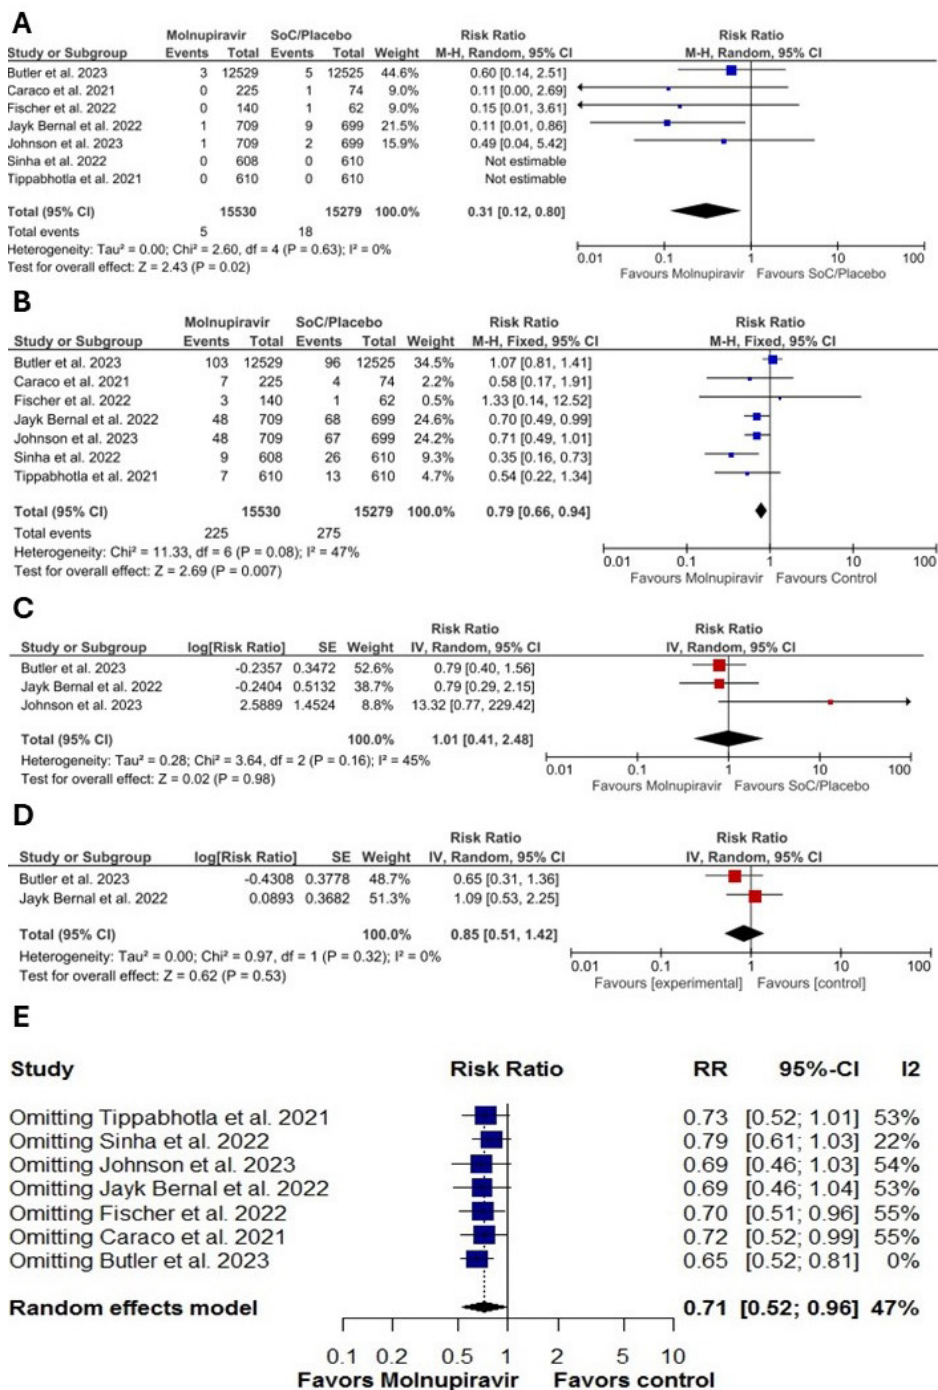 A
Molnupiravir SoC/Placebo Risk Ratio Risk Ratio
Study or Subgroup Events Total Events Total Weight M-H, Random, 95% CI M-H, Random, 95% CI
Butler et al. 2023 3 12529 5 12525 44.6% 0.60 [0.14, 2.51]
Caraco et al. 2021 0 225 1 74 9.0% 0.11 [0.00, 2.69]
Fischer et al. 2022 0 140 1 62 9.0% 0.15 [0.01, 3.61]
Jayk Bernal et al. 2022 1 709 9 699 21.5% 0.11 [0.01, 0.86]
Johnson et al. 2023 1 709 2 699 15.9% 0.49 [0.04, 5.42]
Sinha et al. 2022 0 608 0 610 Not estimable
Tippabhotla et al. 2021 0 610 0 610 Not estimable
Total (95% CI) 15530 15279 100.0% 0.31 [0.12, 0.80]
Total events 5 18
Heterogeneity: Tau² = 0.00; Chi² = 2.60, df = 4 (P = 0.63); I² = 0%
Test for overall effect: Z = 2.43 (P = 0.02)
0.01 0.1 1 10 100
Favours Molnupiravir Favours SoC/Placebo
B
Molnupiravir SoC/Placebo Risk Ratio Risk Ratio
Study or Subgroup Events Total Events Total Weight M-H, Fixed, 95% CI M-H, Fixed, 95% CI
Butler et al. 2023 103 12529 96 12525 34.5% 1.07 [0.81, 1.41]
Caraco et al. 2021 7 225 4 74 2.2% 0.58 [0.17, 1.91]
Fischer et al. 2022 3 140 1 62 0.5% 1.33 [0.14, 12.52]
Jayk Bernal et al. 2022 48 709 68 699 24.6% 0.70 [0.49, 0.99]
Johnson et al. 2023 48 709 67 699 24.2% 0.71 [0.49, 1.01]
Sinha et al. 2022 9 608 26 610 9.3% 0.35 [0.16, 0.73]
Tippabhotla et al. 2021 7 610 13 610 4.7% 0.54 [0.22, 1.34]
Total (95% CI) 15530 15279 100.0% 0.79 [0.66, 0.94]
Total events 225 275
Heterogeneity: Chi² = 11.33, df = 6 (P = 0.08); I² = 47%
Test for overall effect: Z = 2.69 (P = 0.007)
0.01 0.1 1 10 100
Favours Molnupiravir Favours Control
C
Risk Ratio Risk Ratio
Study or Subgroup log[Risk Ratio] SE Weight IV, Random, 95% CI IV, Random, 95% CI
Butler et al. 2023 -0.2357 0.3472 52.6% 0.79 [0.40, 1.56]
Jayk Bernal et al. 2022 -0.2404 0.5132 38.7% 0.79 [0.29, 2.15]
Johnson et al. 2023 2.5889 1.4524 8.8% 13.32 [0.77, 229.42]
Total (95% CI) 100.0% 1.01 [0.41, 2.48]
Heterogeneity: Tau² = 0.28; Chi² = 3.64, df = 2 (P = 0.16); I² = 45%
Test for overall effect: Z = 0.02 (P = 0.98)
0.01 0.1 1 10 100
Favours Molnupiravir Favours SoC/Placebo
D
Risk Ratio Risk Ratio
Study or Subgroup log[Risk Ratio] SE Weight IV, Random, 95% CI IV, Random, 95% CI
Butler et al. 2023 -0.4308 0.3778 48.7% 0.65 [0.31, 1.36]
Jayk Bernal et al. 2022 0.0893 0.3682 51.3% 1.09 [0.53, 2.25]
Total (95% CI) 100.0% 0.85 [0.51, 1.42]
Heterogeneity: Tau² = 0.00; Chi² = 0.97, df = 1 (P = 0.32); I² = 0%
Test for overall effect: Z = 0.62 (P = 0.53)
0.01 0.1 1 10 100
Favours [experimental] Favours [control]
E
Study Risk Ratio RR 95%-CI I2
Omitting Tippabhotla et al. 2021 0.73 [0.52; 1.01] 53%
Omitting Sinha et al. 2022 0.79 [0.61; 1.03] 22%
Omitting Johnson et al. 2023 0.69 [0.46; 1.03] 54%
Omitting Jayk Bernal et al. 2022 0.69 [0.46; 1.04] 53%
Omitting Fischer et al. 2022 0.70 [0.51; 0.96] 55%
Omitting Caraco et al. 2021 0.72 [0.52; 0.99] 55%
Omitting Butler et al. 2023 0.65 [0.52; 0.81] 0%
Random effects model 0.71 [0.52; 0.96] 47%
0.1 0.2 0.5 1 2 5 10
Favors Molnupiravir Favors control